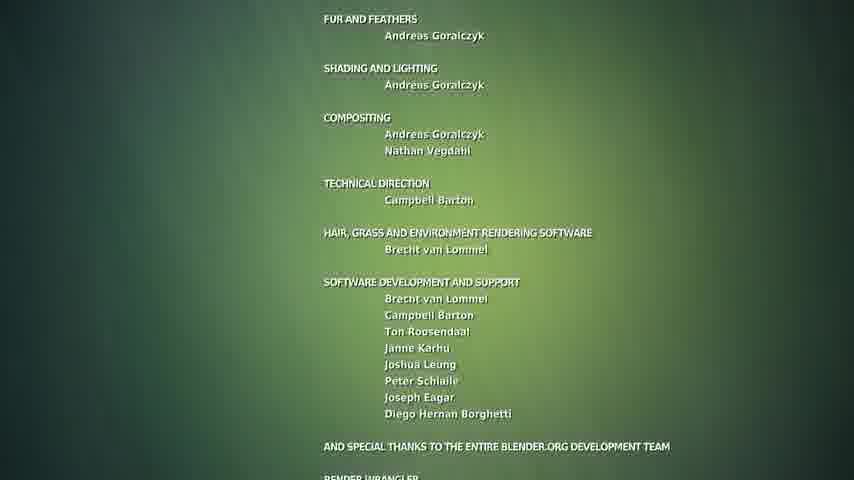 FUR AND FEATHERS
Andreas Goralczyk
SHADING AND LIGHTING
Andreas Goralczyk
COMPOSITING
Andreas Goralczyk
Nathan Vegdahl
TECHNICAL DIRECTION
Campbell Barton
HAIR, GRASS AND ENVIRONMENT RENDERING SOFTWARE
Brecht van Lommel
SOFTWARE DEVELOPMENT AND SUPPORT
Brecht van Lommel
Campbell Barton
Ton Roosendaal
Janne Karhu
Joshua Leung
Peter Schlaile
Joseph Eagar
Diego Hernan Borghetti
AND SPECIAL THANKS TO THE ENTIRE BLENDER.ORG DEVELOPMENT TEAM
RENDER WRANGLER